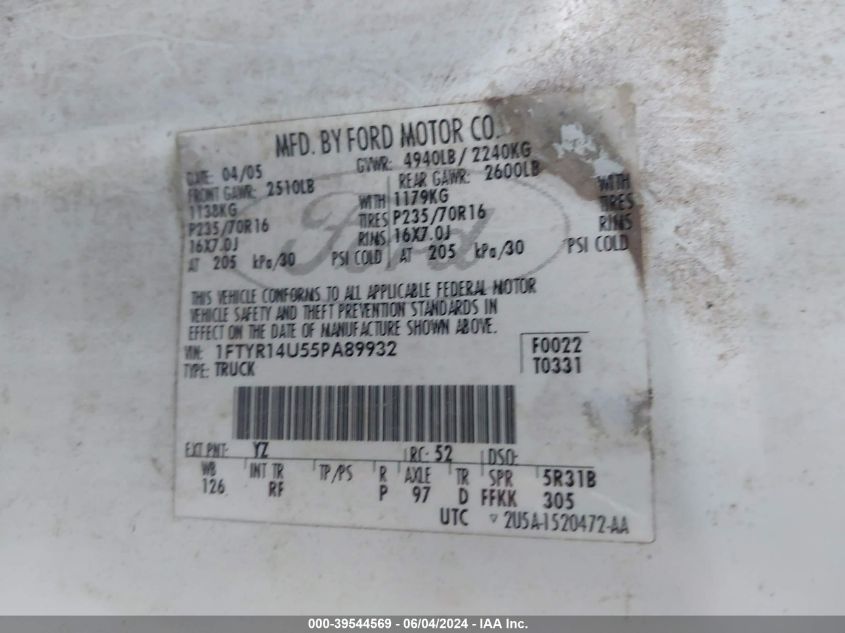 MFD. BY FORD MOTOR CO.
DATE: 04/05 GVWR: 4940LB/ 2240KG
FRONT GAWR: 2510LB REAR GAWR: 2600LB
1138KG WITH 1179KG WITH
P235/70R16 TIRES P235/70R16 TIRES
16X7.0J RIMS 16X7.0J RIMS
AT 205 kPa/30 PSI COLD AT 205 kPa/30 PSI COLD
Ford
THIS VEHICLE CONFORMS TO ALL APPLICABLE FEDERAL MOTOR
VEHICLE SAFETY AND THEFT PREVENTION STANDARDS IN
EFFECT ON THE DATE OF MANUFACTURE SHOWN ABOVE.
VIN: 1FTYR14U55PA89932 F0022
TYPE: TRUCK T0331
EXT PNT: YZ RC: 52 DSO:
WB INT TR TP/PS R AXLE TR SPR 5R31B
126 RF P 97 D FFKK 305
UTC ▽ 2U5A-1520472-AA
000-39544569 - 06/04/2024 - IAA Inc.